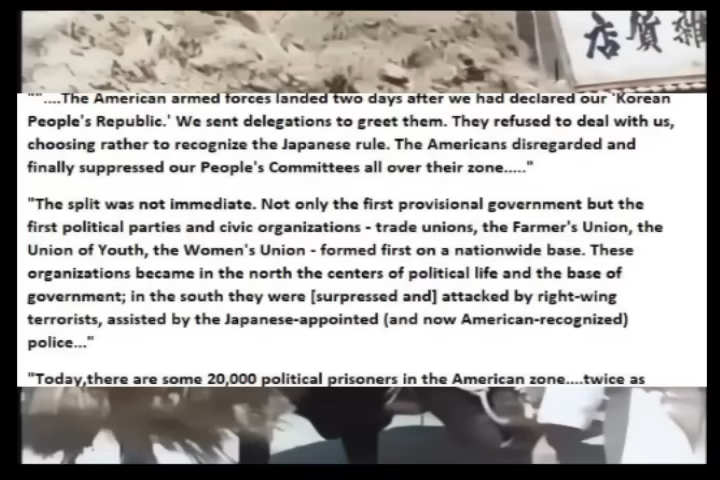 店 質 雑
""....The American armed forces landed two days after we had declared our 'Korean
People's Republic.' We sent delegations to greet them. They refused to deal with us,
choosing rather to recognize the Japanese rule. The Americans disregarded and
finally suppressed our People's Committees all over their zone....."
"The split was not immediate. Not only the first provisional government but the
first political parties and civic organizations - trade unions, the Farmer's Union, the
Union of Youth, the Women's Union - formed first on a nationwide base. These
organizations became in the north the centers of political life and the base of
government; in the south they were [surpressed and] attacked by right-wing
terrorists, assisted by the Japanese-appointed (and now American-recognized)
police..."
"Today,there are some 20,000 political prisoners in the American zone....twice as